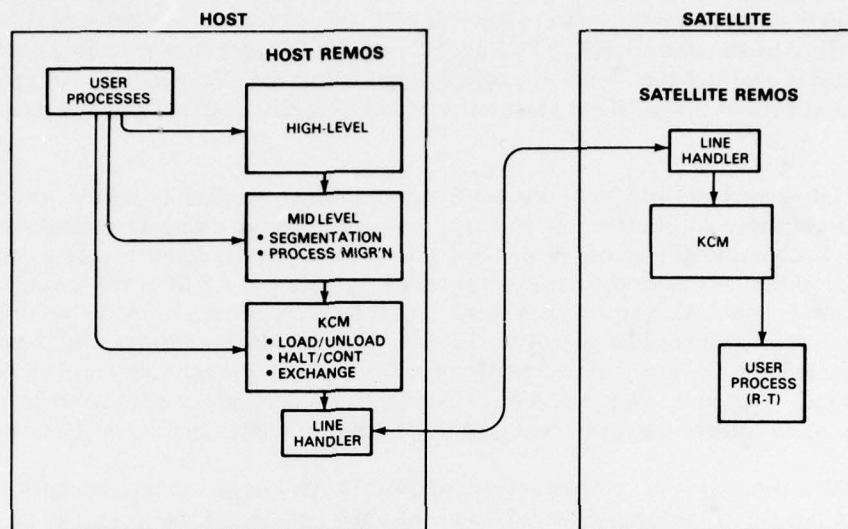 HOST
HOST REMOS
USER
PROCESSES
HIGH-LEVEL
MID LEVEL
• SEGMENTATION
• PROCESS MIGR'N
KCM
• LOAD/UNLOAD
• HALT/CONT
• EXCHANGE
LINE
HANDLER
SATELLITE
SATELLITE REMOS
LINE
HANDLER
KCM
USER
PROCESS
(R-T)